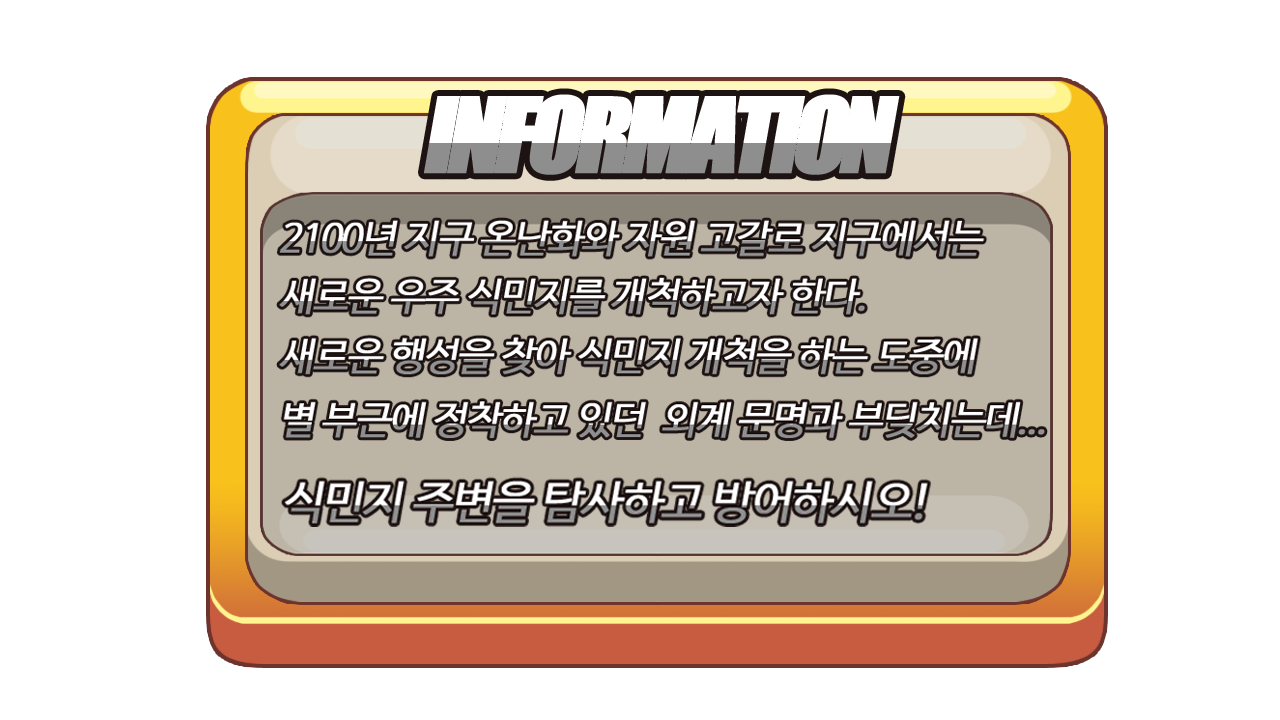 INFORMATION
2100년 지구 온난화와 자원 고갈로 지구에서는
새로운 우주 식민지를 개척하고자 한다.
새로운 행성을 찾아 식민지 개척을 하는 도중에
별 부근에 정착하고 있던 외계 문명과 부딪치는데...
식민지 주변을 탐사하고 방어하시오!